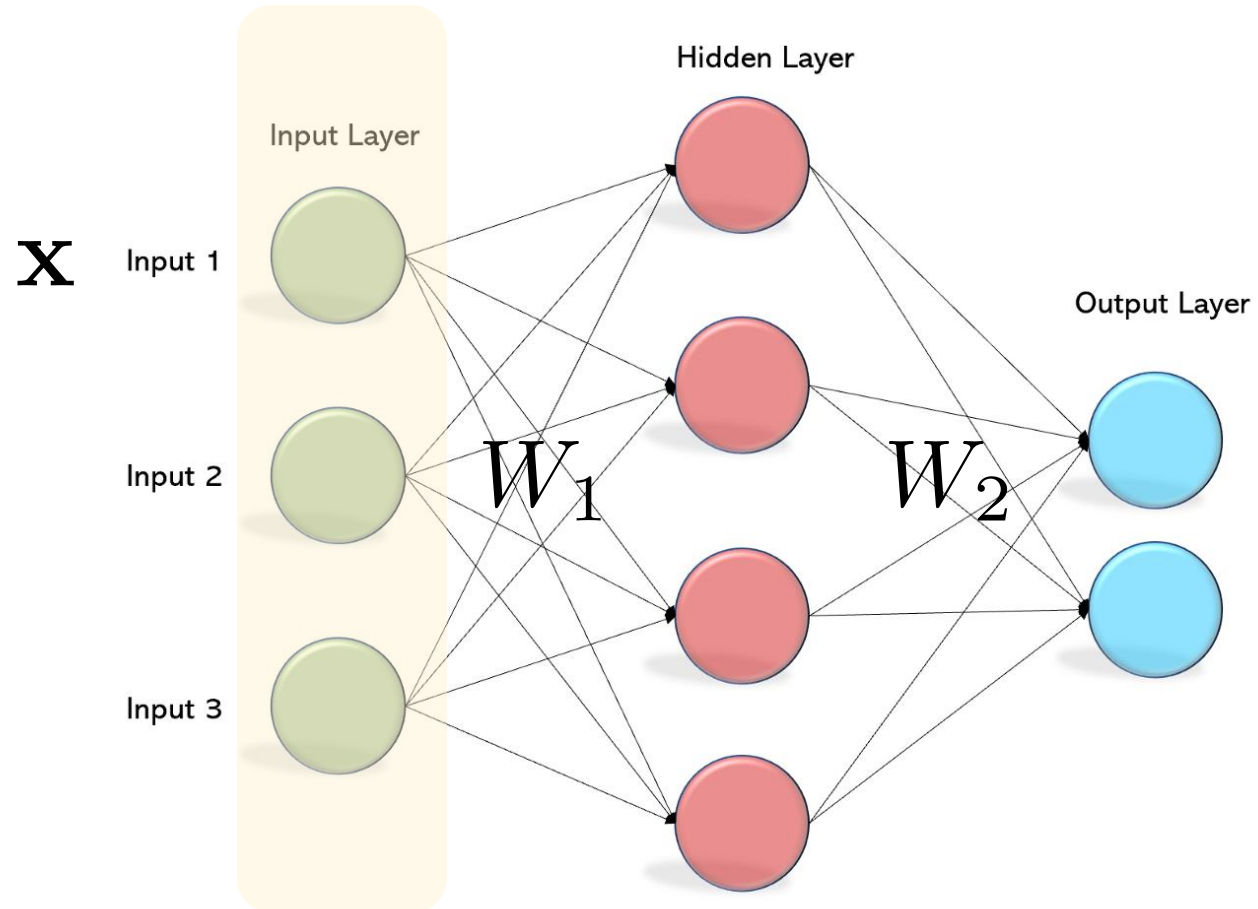 Hidden Layer
Input Layer
x
Input 1
Output Layer
Input 2
W₁
W₂
Input 3